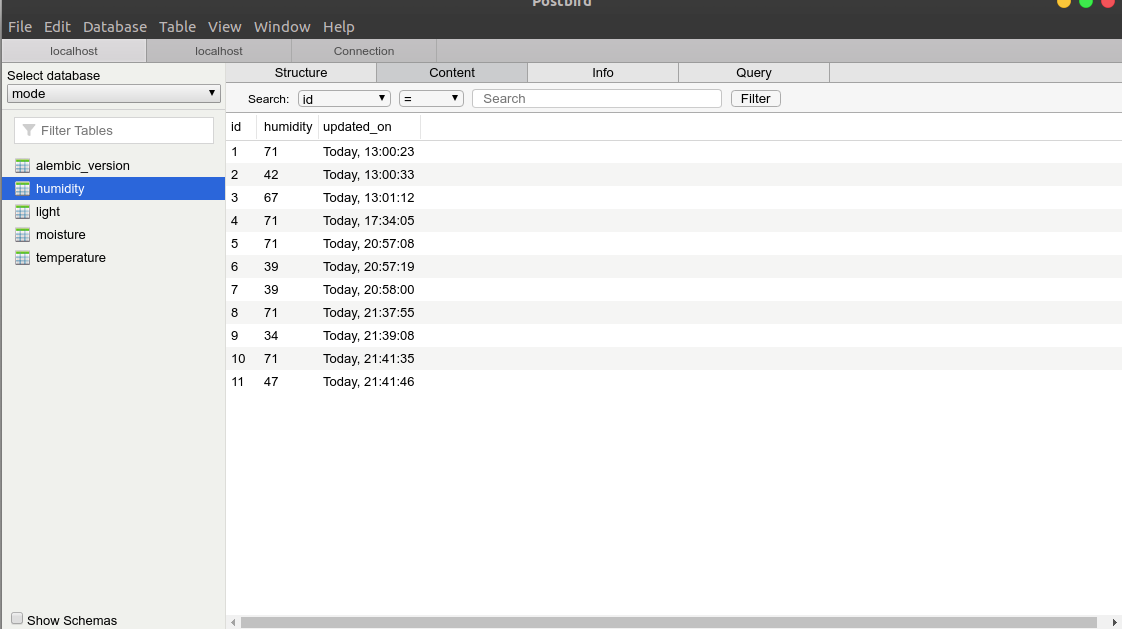 Postbird
File Edit Database Table View Window Help
localhost localhost Connection
Select database
mode
Filter Tables
alembic_version
humidity
light
moisture
temperature
Show Schemas
Structure Content Info Query
Search: id = Search Filter
id humidity updated_on
1 71 Today, 13:00:23
2 42 Today, 13:00:33
3 67 Today, 13:01:12
4 71 Today, 17:34:05
5 71 Today, 20:57:08
6 39 Today, 20:57:19
7 39 Today, 20:58:00
8 71 Today, 21:37:55
9 34 Today, 21:39:08
10 71 Today, 21:41:35
11 47 Today, 21:41:46